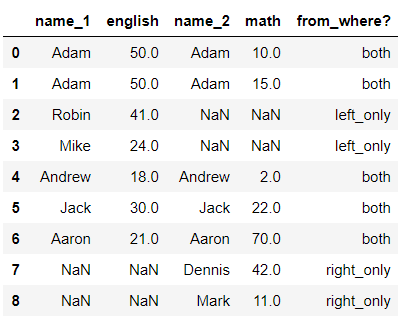 name_1 english name_2 math from_where?
0 Adam 50.0 Adam 10.0 both
1 Adam 50.0 Adam 15.0 both
2 Robin 41.0 NaN NaN left_only
3 Mike 24.0 NaN NaN left_only
4 Andrew 18.0 Andrew 2.0 both
5 Jack 30.0 Jack 22.0 both
6 Aaron 21.0 Aaron 70.0 both
7 NaN NaN Dennis 42.0 right_only
8 NaN NaN Mark 11.0 right_only